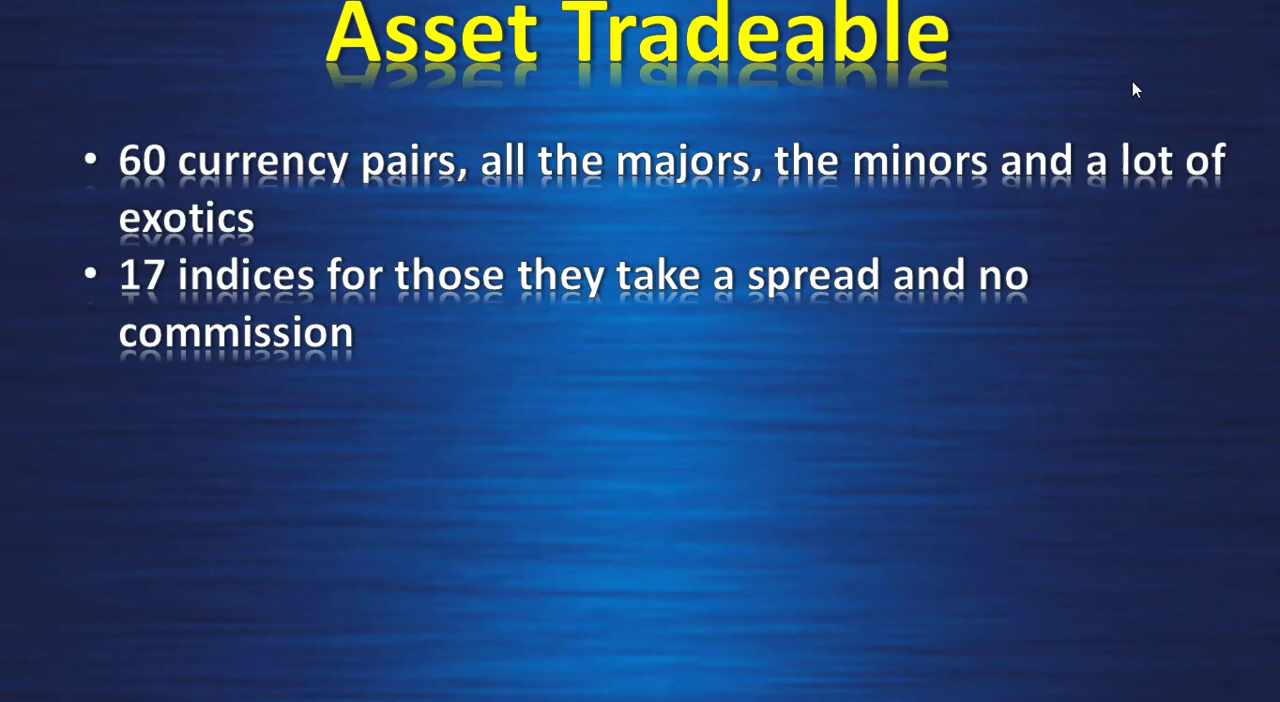 Asset Tradeable
• 60 currency pairs, all the majors, the minors and a lot of
exotics
• 17 indices for those they take a spread and no
commission